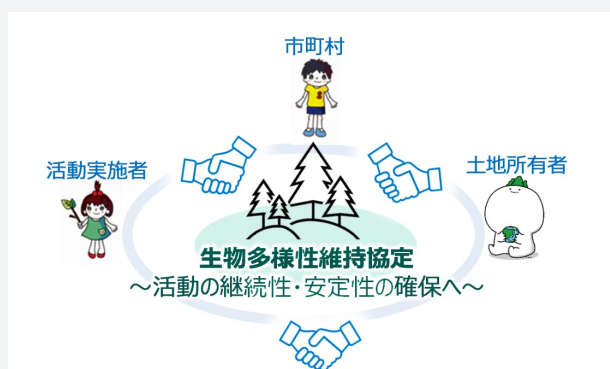 市町村
活動実施者
土地所有者
生物多様性維持協定
～活動の継続性・安定性の確保へ～